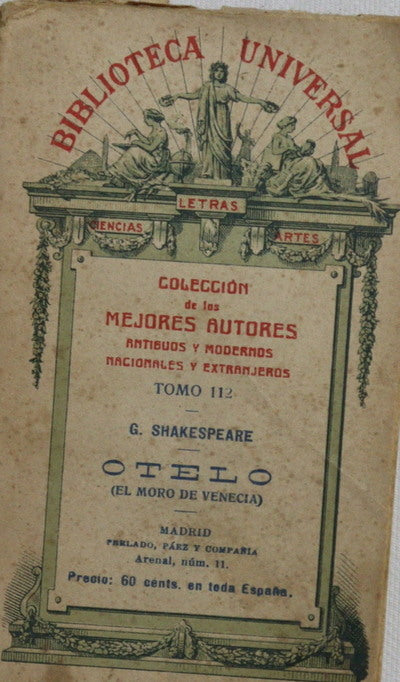 BIBLIOTECA UNIVERSAL
LETRAS
CIENCIAS
ARTES
COLECCIÓN
de los
MEJORES AUTORES
ANTIGUOS Y MODERNOS
NACIONALES Y EXTRANJEROS
TOMO 112
G. SHAKESPEARE
OTELO
(EL MORO DE VENECIA)
MADRID
PERLADO, PÁEZ Y COMPAÑIA
Arenal, núm. 11.
Precio: 60 cents. en toda España.